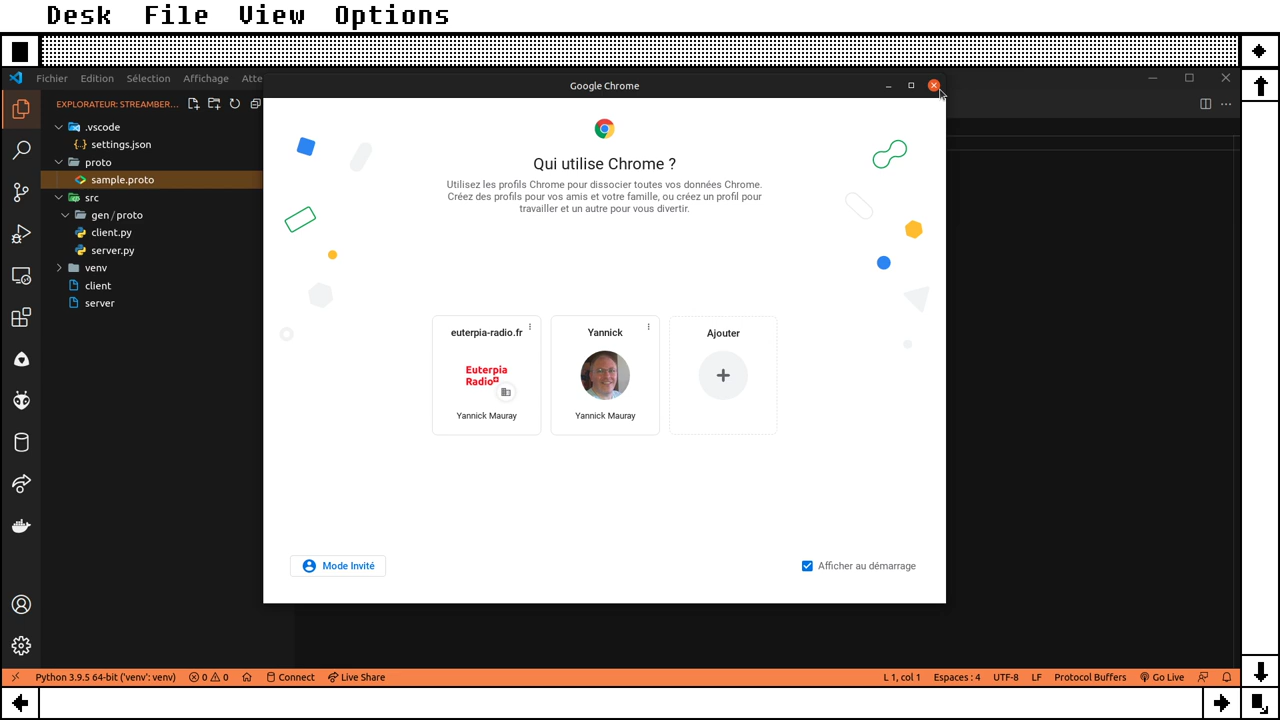 Desk File View Options
Fichier Edition Sélection Affichage Atte
Google Chrome
EXPLORATEUR: STREAMBER...
.vscode
settings.json
proto
sample.proto
src
gen / proto
client.py
server.py
venv
client
server
Qui utilise Chrome ?
Utilisez les profils Chrome pour dissocier toutes vos données Chrome.
Créez des profils pour vos amis et votre famille, ou créez un profil pour
travailler et un autre pour vous divertir.
euterpia-radio.fr
Euterpia
Radio
Yannick Mauray
Yannick
Yannick Mauray
Ajouter
Mode Invité
Afficher au démarrage
Python 3.9.5 64-bit ('venv': venv) 0 0 Connect Live Share L 1, col 1 Espaces : 4 UTF-8 LF Protocol Buffers Go Live